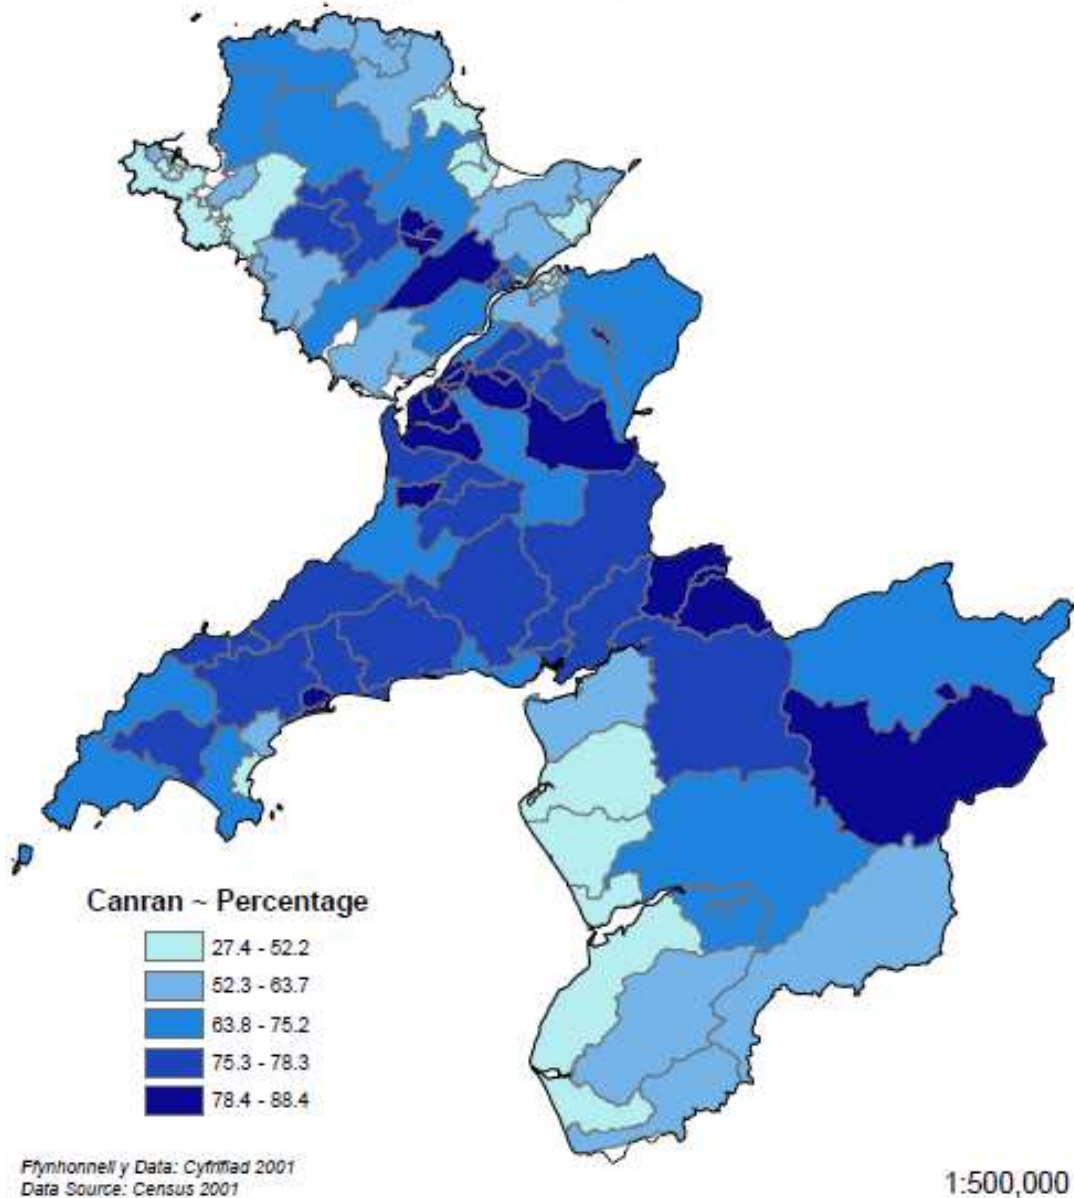 Canran ~ Percentage
27.4 - 52.2
52.3 - 63.7
63.8 - 75.2
75.3 - 78.3
78.4 - 88.4
Ffynhonnell y Data: Cyfrifiad 2001
Data Source: Census 2001
1:500,000